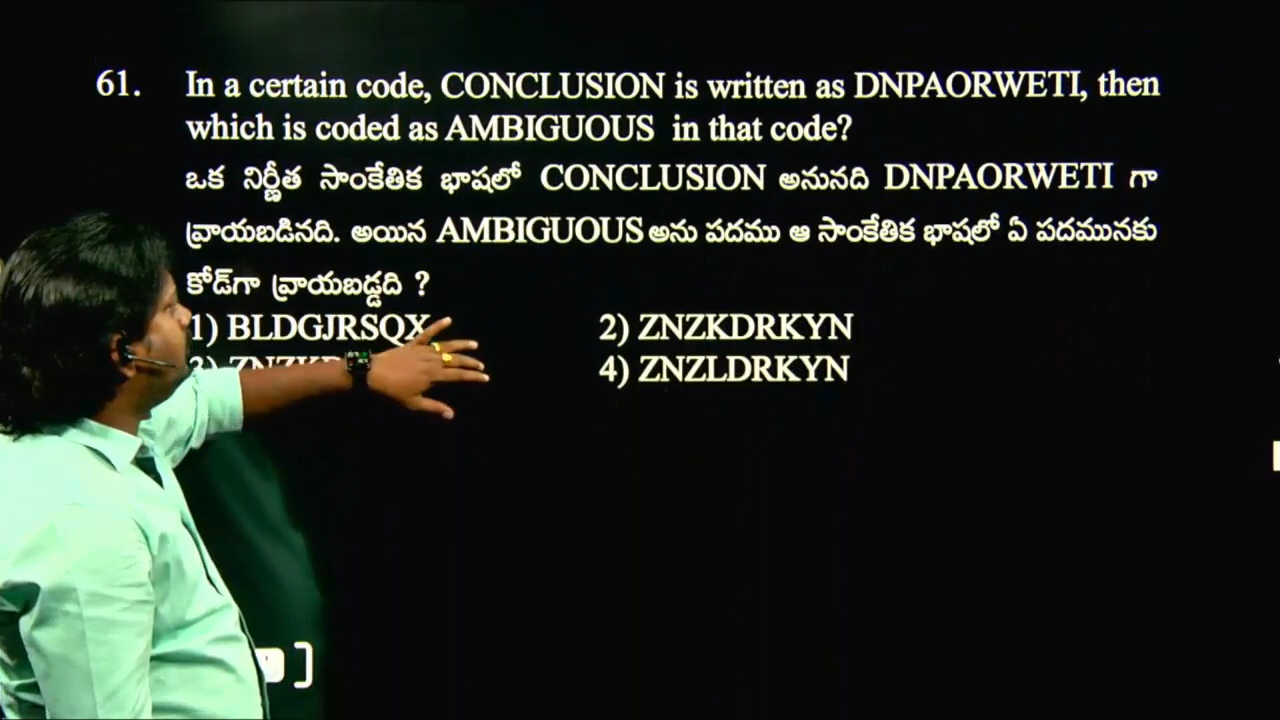 61. In a certain code, CONCLUSION is written as DNPAORWETI, then
which is coded as AMBIGUOUS in that code?
ఒక నిర్ణీత సాంకేతిక భాషలో CONCLUSION అనునది DNPAORWETI గా
వ్రాయబడినది. అయిన AMBIGUOUS అను పదము ఆ సాంకేతిక భాషలో ఏ పదమునకు
కోడ్‌గా వ్రాయబడ్డది ?
1) BLDGJRSQX 2) ZNZKDRKYN
4) ZNZLDRKYN